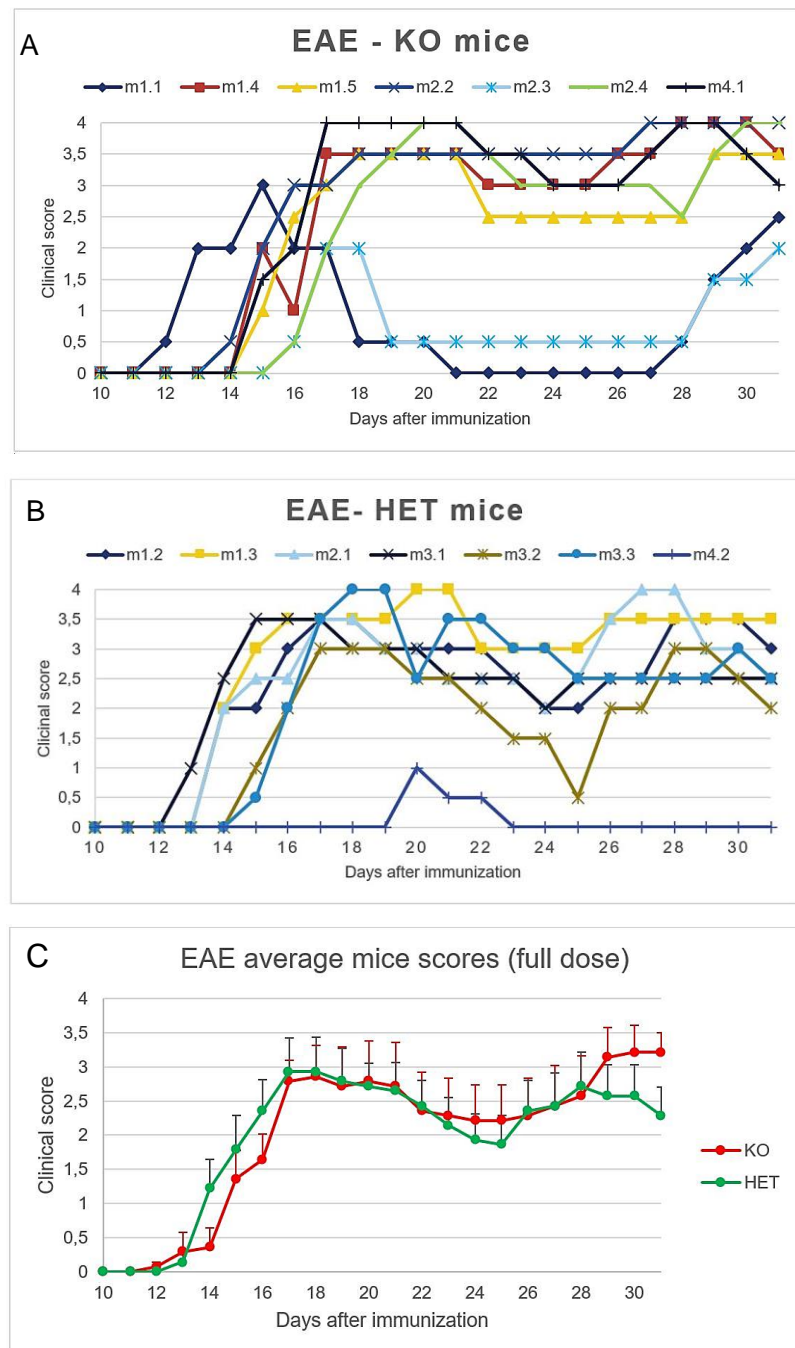 A
EAE - KO mice
m1.1 m1.4 m1.5 m2.2 m2.3 m2.4 m4.1
4
3,5
3
2,5
2
1,5
1
0,5
0
Clinical score
10 12 14 16 18 20 22 24 26 28 30
Days after immunization
B
EAE- HET mice
m1.2 m1.3 m2.1 m3.1 m3.2 m3.3 m4.2
4
3,5
3
2,5
2
1,5
1
0,5
0
Clicinal score
10 12 14 16 18 20 22 24 26 28 30
Days after immunization
C
EAE average mice scores (full dose)
4
3,5
3
2,5
2
1,5
1
0,5
0
Clinical score
10 12 14 16 18 20 22 24 26 28 30
Days after immunization
KO
HET